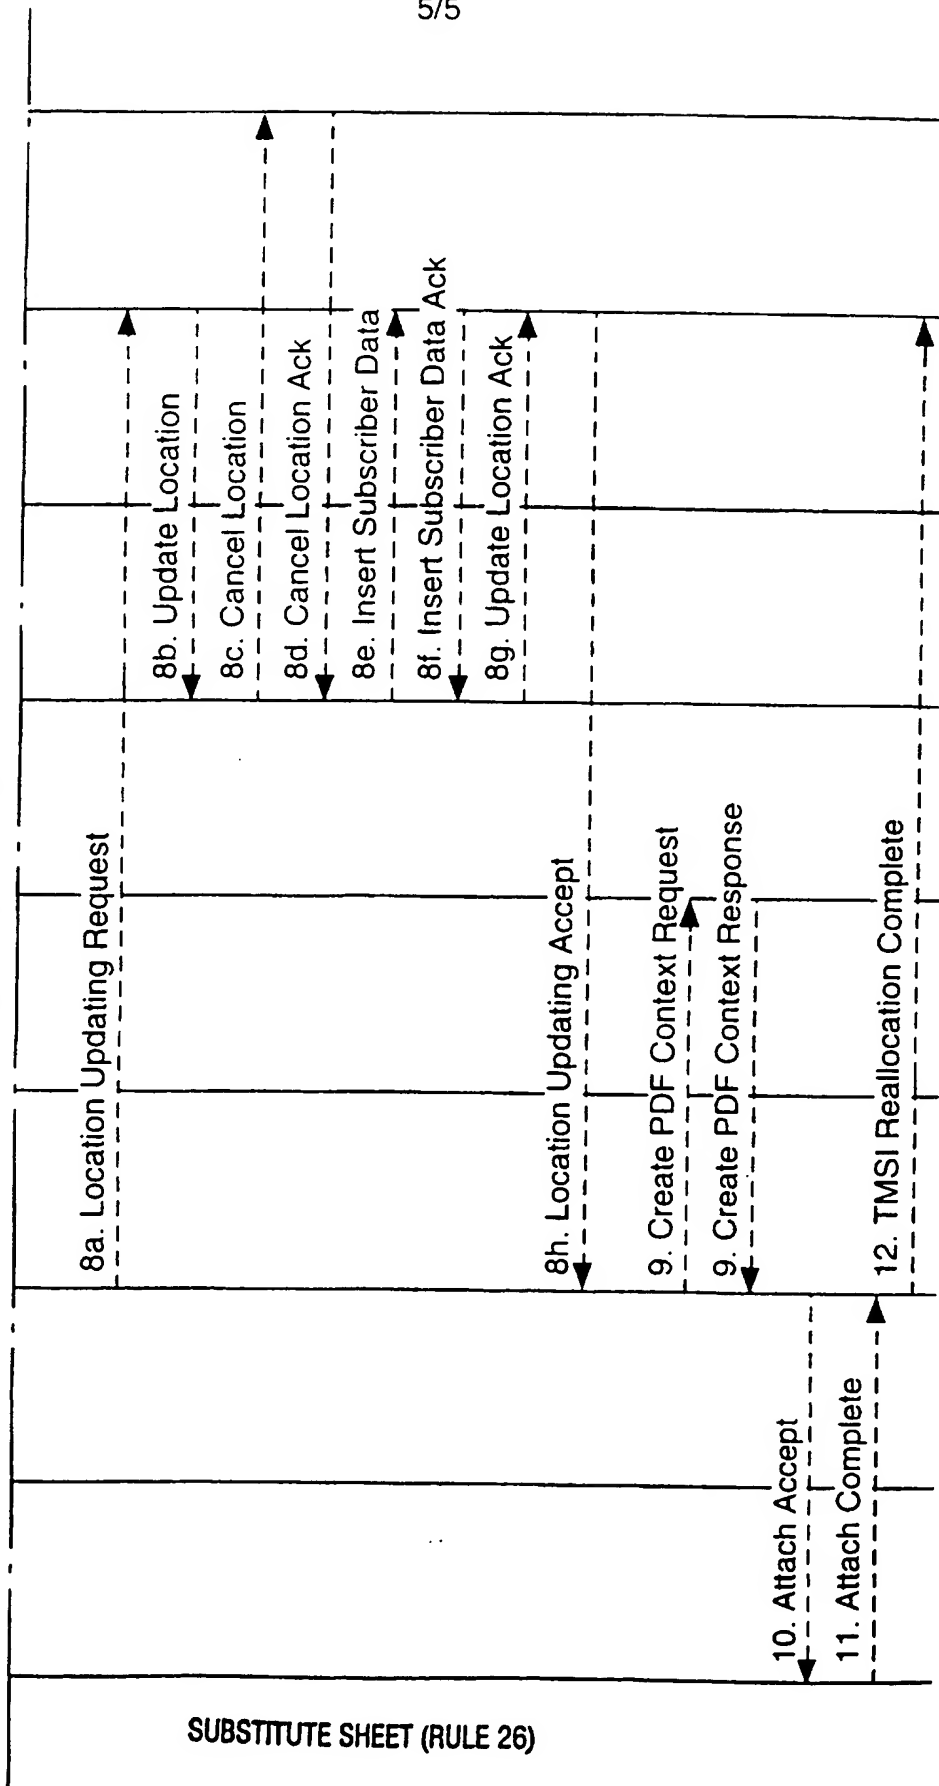 5/5
8a. Location Updating Request
8b. Update Location
8c. Cancel Location
8d. Cancel Location Ack
8e. Insert Subscriber Data
8f. Insert Subscriber Data Ack
8g. Update Location Ack
8h. Location Updating Accept
9. Create PDF Context Request
9. Create PDF Context Response
10. Attach Accept
11. Attach Complete
12. TMSI Reallocation Complete
SUBSTITUTE SHEET (RULE 26)